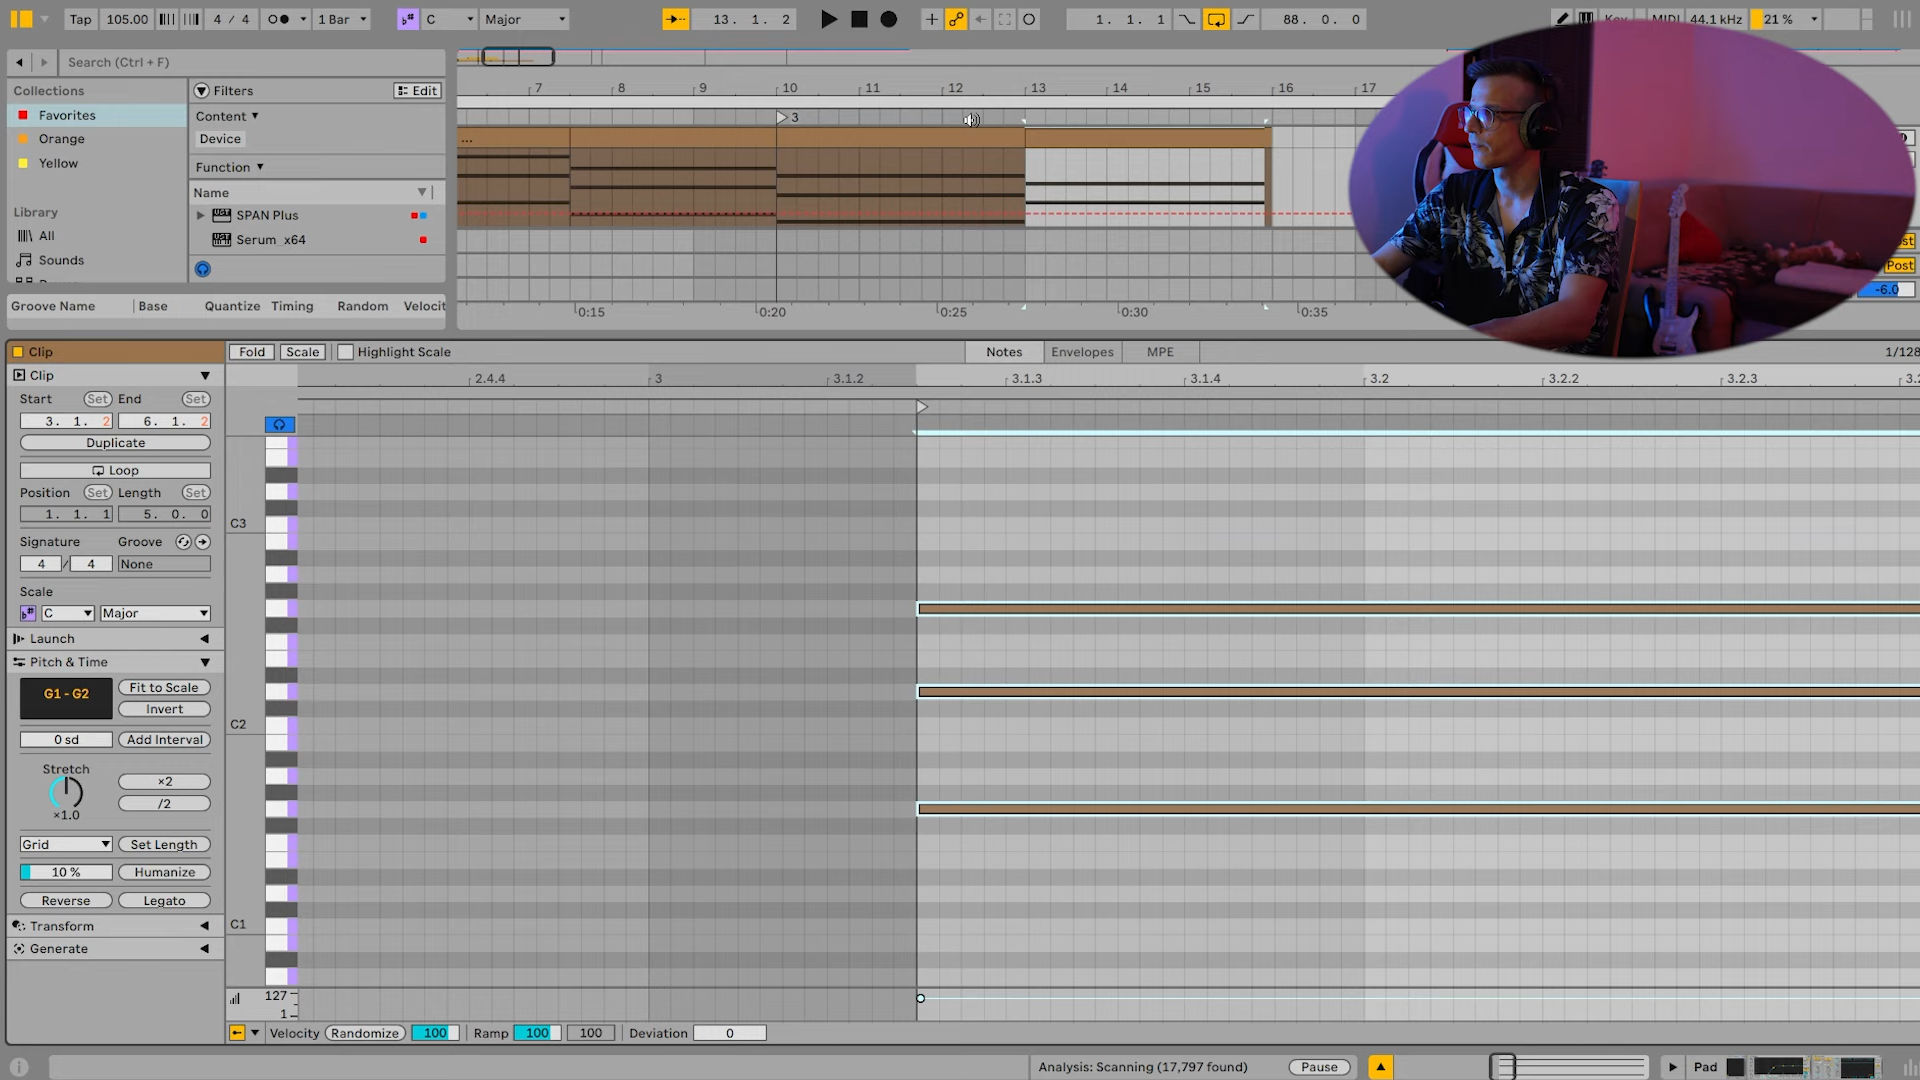 Tap 105.00 4 / 4 1 Bar C Major 13. 1. 2 1. 1. 1 88. 0. 0 MIDI 44.1 kHz 21 %
Search (Ctrl + F)
Collections
Favorites
Orange
Yellow
Library
All
Sounds
Filters Edit
Content
Device
Function
Name
SPAN Plus
Serum_x64
Groove Name Base Quantize Timing Random Velocit
7 8 9 10 11 12 13 14 15 16 17
3
...
Post
-6.0
0:15 0:20 0:25 0:30 0:35
Clip
Clip
Start Set End Set
3. 1. 2 6. 1. 2
Duplicate
Loop
Position Set Length Set
1. 1. 1 5. 0. 0
Signature Groove
4 / 4 None
Scale
C Major
Launch
Pitch & Time
G1 - G2 Fit to Scale
Invert
0 sd Add Interval
Stretch
×2
/2
×1.0
Grid Set Length
10 % Humanize
Reverse Legato
Transform
Generate
Fold Scale Highlight Scale Notes Envelopes MPE 1/128
2.4.4 3 3.1.2 3.1.3 3.1.4 3.2 3.2.2 3.2.3
C3
C2
C1
127
1
Velocity Randomize 100 Ramp 100 100 Deviation 0
Analysis: Scanning (17,797 found) Pause Pad